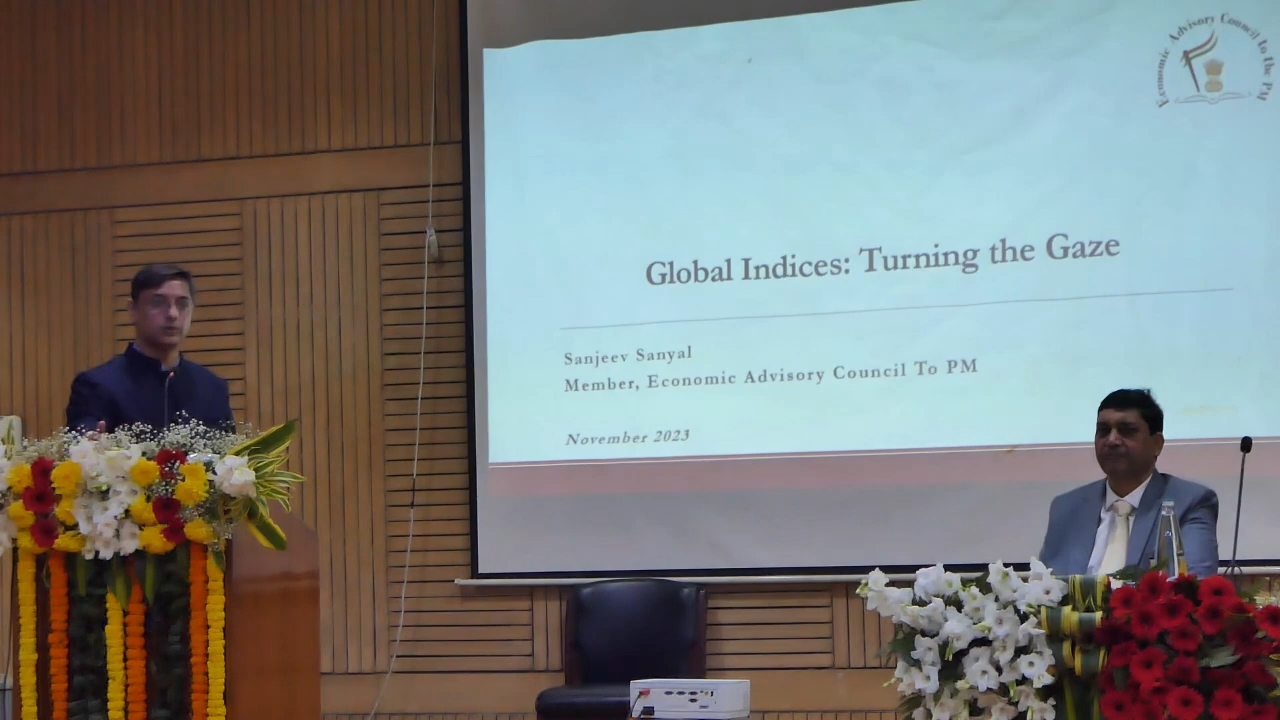 Economic Advisory Council to the PM
Global Indices: Turning the Gaze
Sanjeev Sanyal
Member, Economic Advisory Council To PM
November 2023